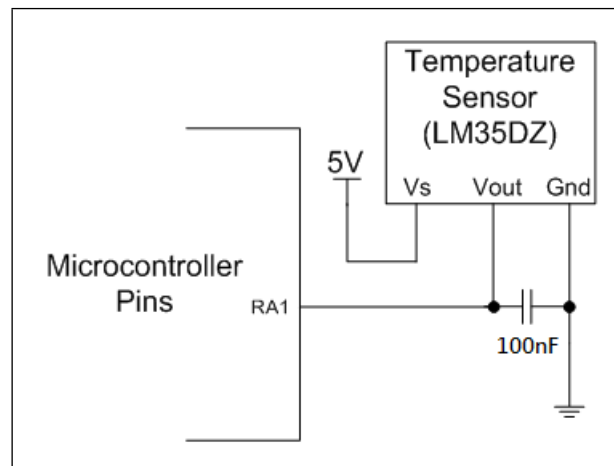 Temperature
Sensor
(LM35DZ)
5V
Vs Vout Gnd
Microcontroller
Pins
RA1
100nF